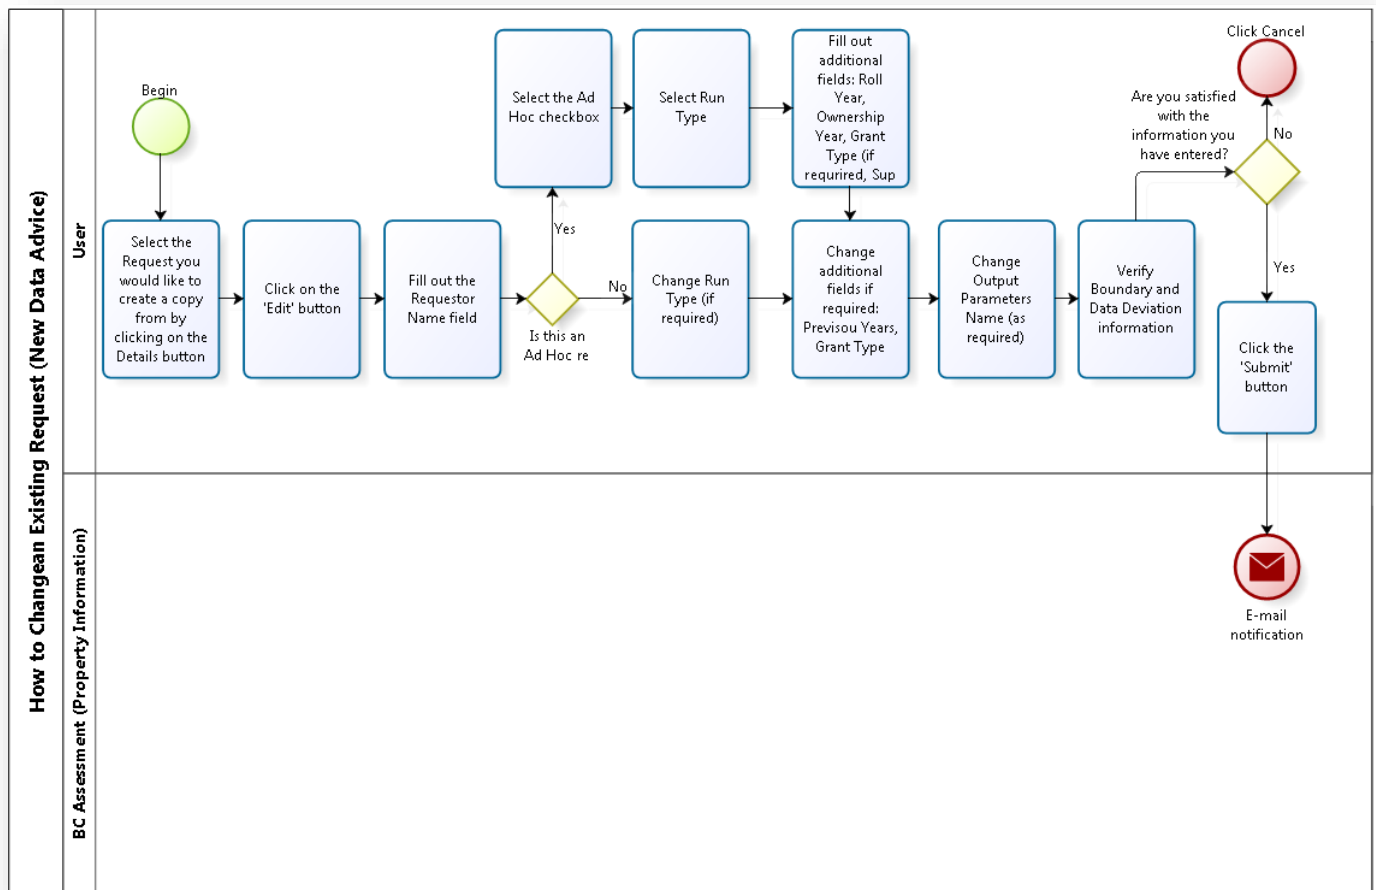 How to Changean Existing Request (New Data Advice)
User
BC Assessment (Property Information)
Begin
Select the
Request you
would like to
create a copy
from by
clicking on the
Details button
Click on the
'Edit' button
Fill out the
Requestor
Name field
Is this an
Ad Hoc re
Yes
No
Select the Ad
Hoc checkbox
Select Run
Type
Fill out
additional
fields: Roll
Year,
Ownership
Year, Grant
Type (if
requrired, Sup
Change Run
Type (if
required)
Change
additional
fields if
required:
Previsou Years,
Grant Type
Change
Output
Parameters
Name (as
required)
Verify
Boundary and
Data Deviation
information
Are you satisfied
with the
information you
have entered?
No
Click Cancel
Yes
Click the
'Submit'
button
E-mail
notification